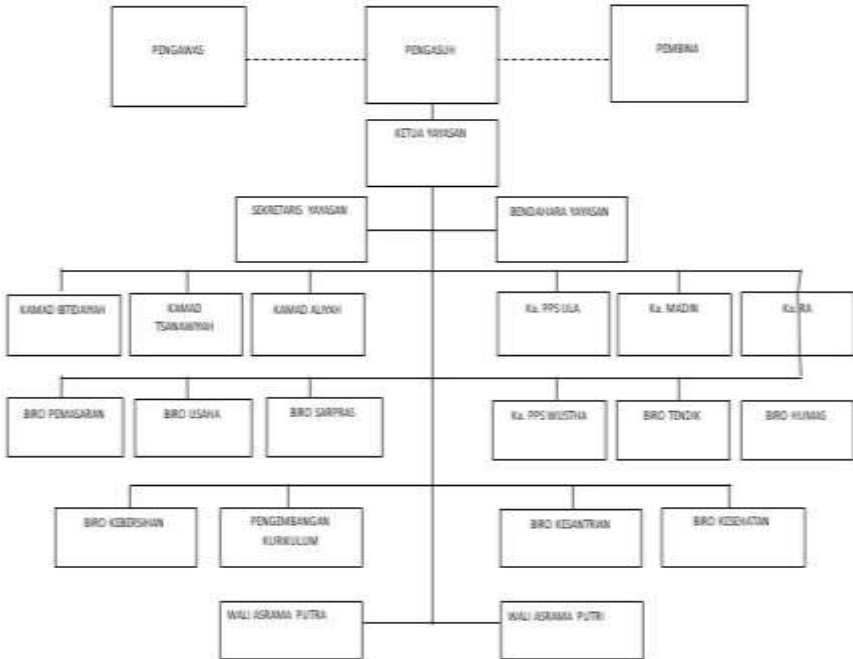 PENGAWAS
PENGASUH
PEMBINA
KETUA YAYASAN
SEKRETARIS YAYASAN
BENDAHARA YAYASAN
KAMAD IBTIDAIYAH
KAMAD
TSANAWIYAH
KAMAD ALIYAH
Ka. PPS ULA
Ka. MADIN
Ka. RA
BIRO PEMASARAN
BIRO USAHA
BIRO SARPRAS
Ka. PPS WUSTHA
BIRO TENDIK
BIRO HUMAS
BIRO KEBERSIHAN
PENGEMBANGAN
KURIKULUM
BIRO KESANTRIAN
BIRO KESEHATAN
WALI ASRAMA PUTRA
WALI ASRAMA PUTRI